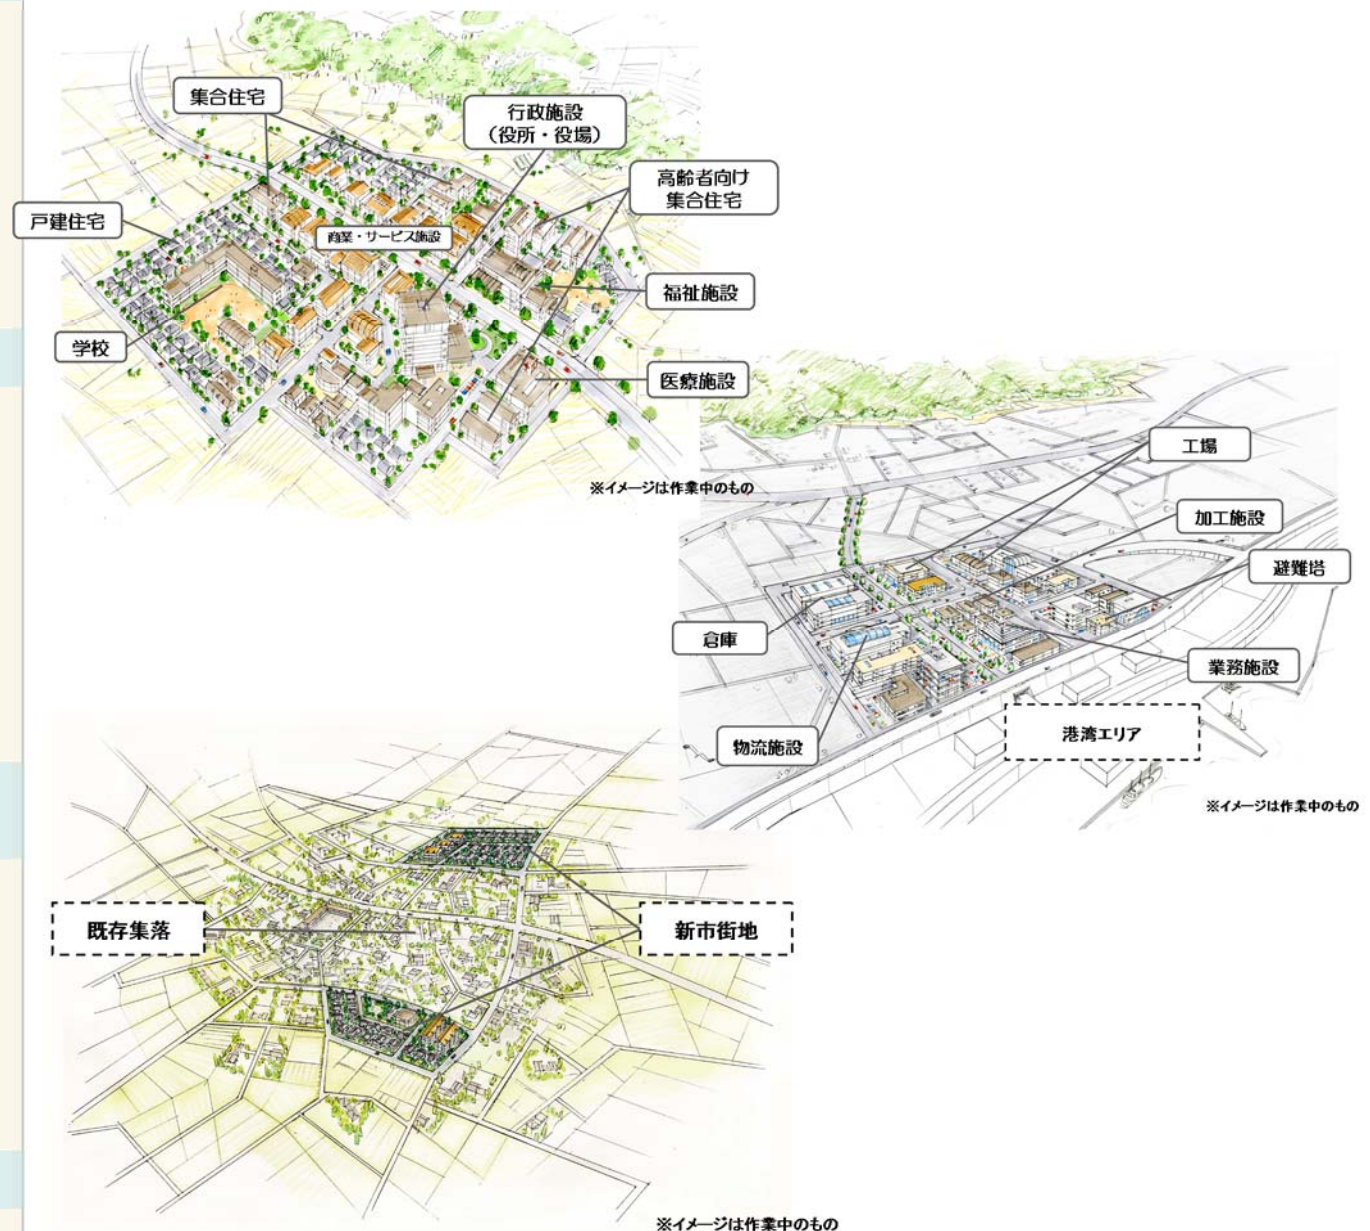 集合住宅
行政施設
(役所・役場)
高齢者向け
集合住宅
戸建住宅
商業・サービス施設
福祉施設
学校
医療施設
※イメージは作業中のもの
工場
加工施設
避難塔
倉庫
業務施設
物流施設
港湾エリア
※イメージは作業中のもの
既存集落
新市街地
※イメージは作業中のもの